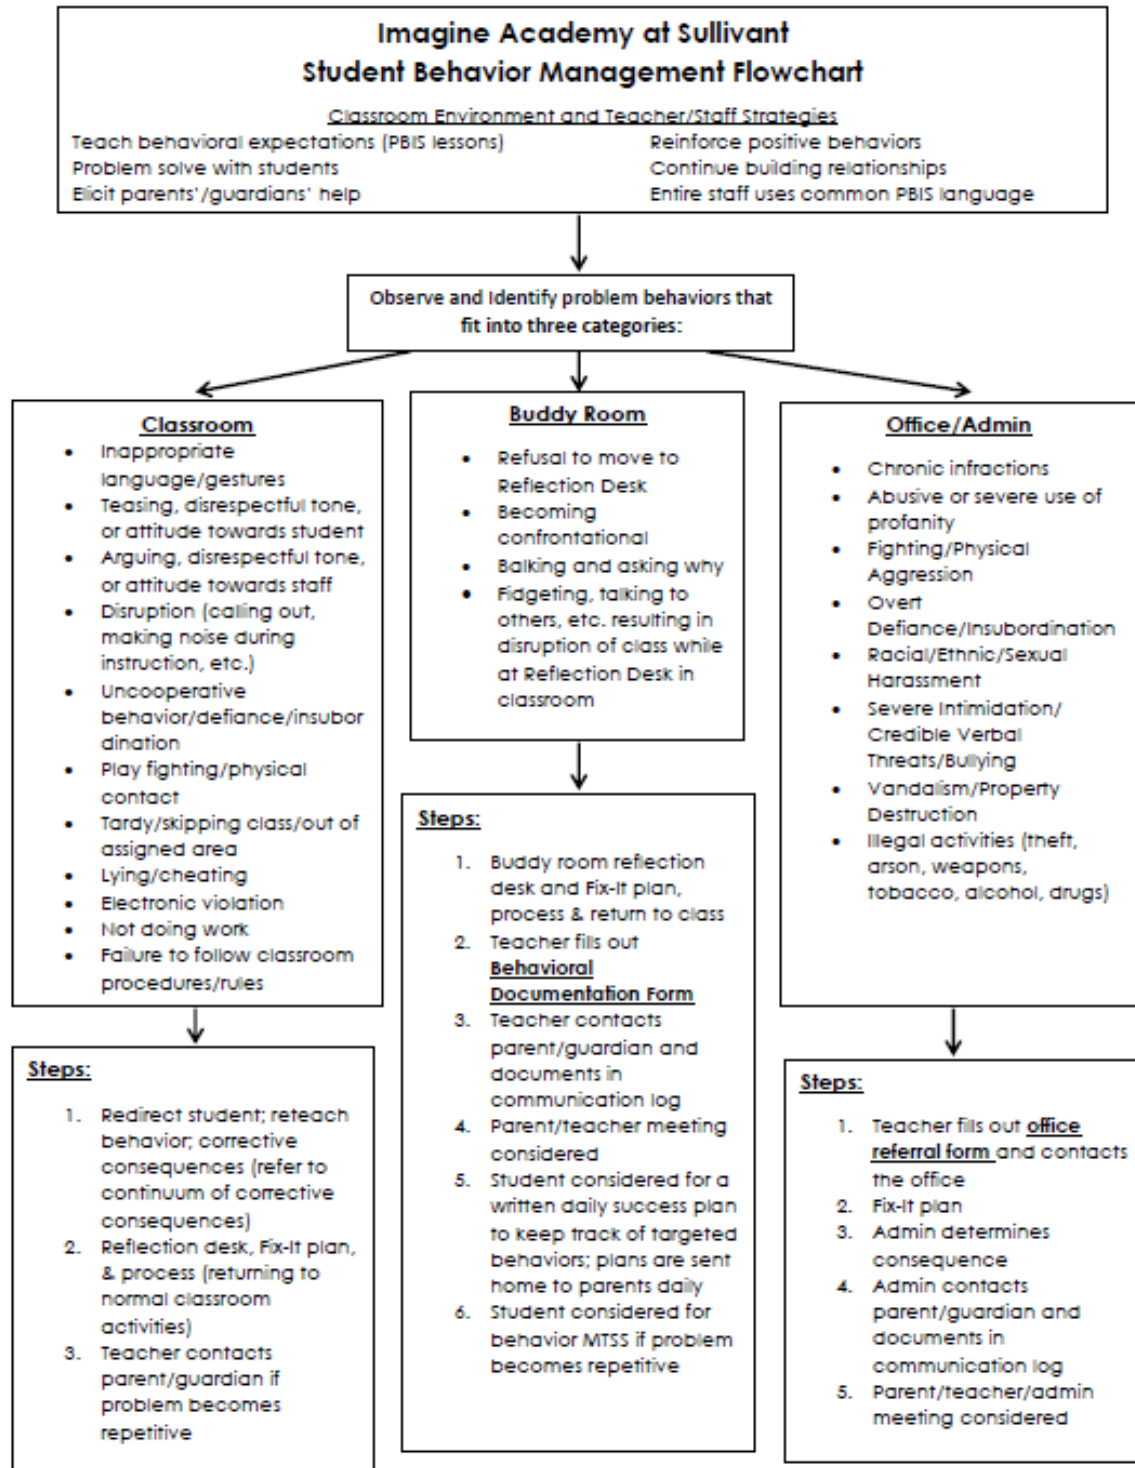 Imagine Academy at Sullivant
Student Behavior Management Flowchart
Classroom Environment and Teacher/Staff Strategies
Teach behavioral expectations (PBIS lessons)
Reinforce positive behaviors
Problem solve with students
Continue building relationships
Elicit parents'/guardians' help
Entire staff uses common PBIS language
Observe and Identify problem behaviors that
fit into three categories:
Classroom
• Inappropriate
language/gestures
• Teasing, disrespectful tone,
or attitude towards student
• Arguing, disrespectful tone,
or attitude towards staff
• Disruption (calling out,
making noise during
instruction, etc.)
• Uncooperative
behavior/defiance/insubor
dination
• Play fighting/physical
contact
• Tardy/skipping class/out of
assigned area
• Lying/cheating
• Electronic violation
• Not doing work
• Failure to follow classroom
procedures/rules
Steps:
1. Redirect student; reteach
behavior; corrective
consequences (refer to
continuum of corrective
consequences)
2. Reflection desk, Fix-It plan,
& process (returning to
normal classroom
activities)
3. Teacher contacts
parent/guardian if
problem becomes
repetitive
Buddy Room
• Refusal to move to
Reflection Desk
• Becoming
confrontational
• Balking and asking why
• Fidgeting, talking to
others, etc. resulting in
disruption of class while
at Reflection Desk in
classroom
Steps:
1. Buddy room reflection
desk and Fix-It plan,
process & return to class
2. Teacher fills out
Behavioral
Documentation Form
3. Teacher contacts
parent/guardian and
documents in
communication log
4. Parent/teacher meeting
considered
5. Student considered for a
written daily success plan
to keep track of targeted
behaviors; plans are sent
home to parents daily
6. Student considered for
behavior MTSS if problem
becomes repetitive
Office/Admin
• Chronic infractions
• Abusive or severe use of
profanity
• Fighting/Physical
Aggression
• Overt
Defiance/Insubordination
• Racial/Ethnic/Sexual
Harassment
• Severe Intimidation/
Credible Verbal
Threats/Bullying
• Vandalism/Property
Destruction
• Illegal activities (theft,
arson, weapons,
tobacco, alcohol, drugs)
Steps:
1. Teacher fills out office
referral form and contacts
the office
2. Fix-It plan
3. Admin determines
consequence
4. Admin contacts
parent/guardian and
documents in
communication log
5. Parent/teacher/admin
meeting considered